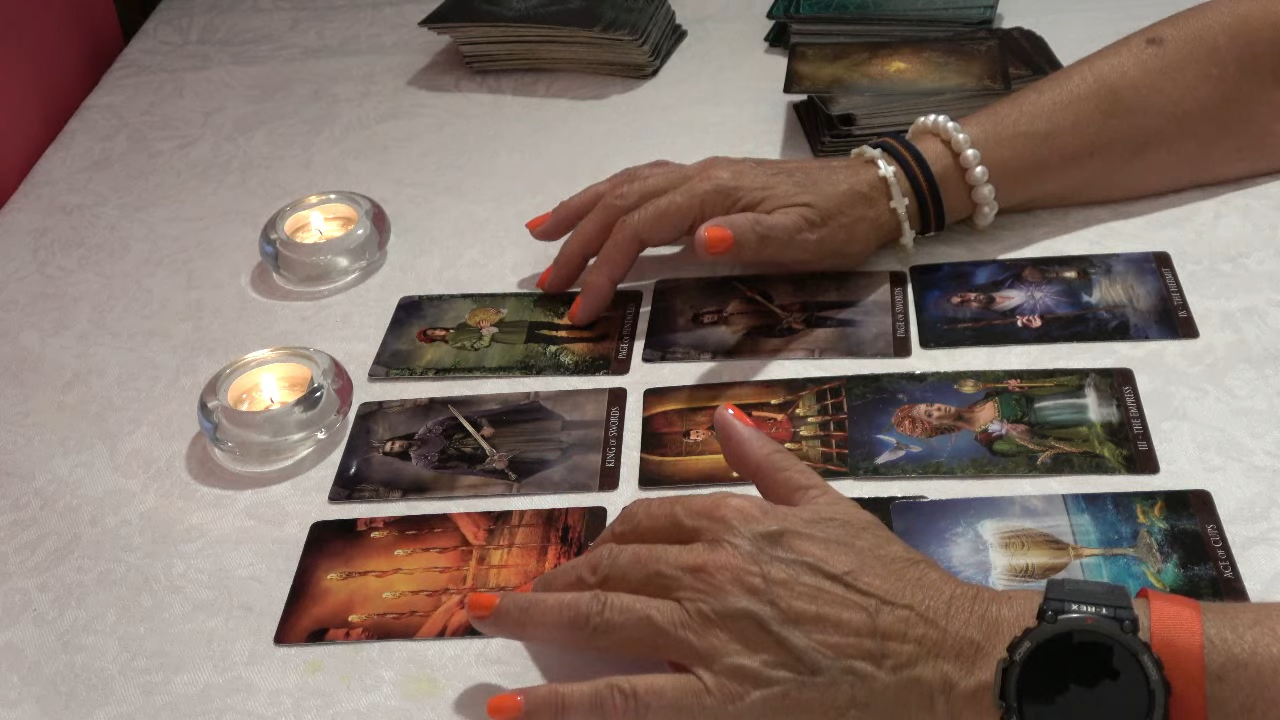 PAGE OF PENTACLES
PAGE OF SWORDS
IX - THE HERMIT
KING OF SWORDS
III - THE EMPRESS
ACE OF CUPS
T-REX